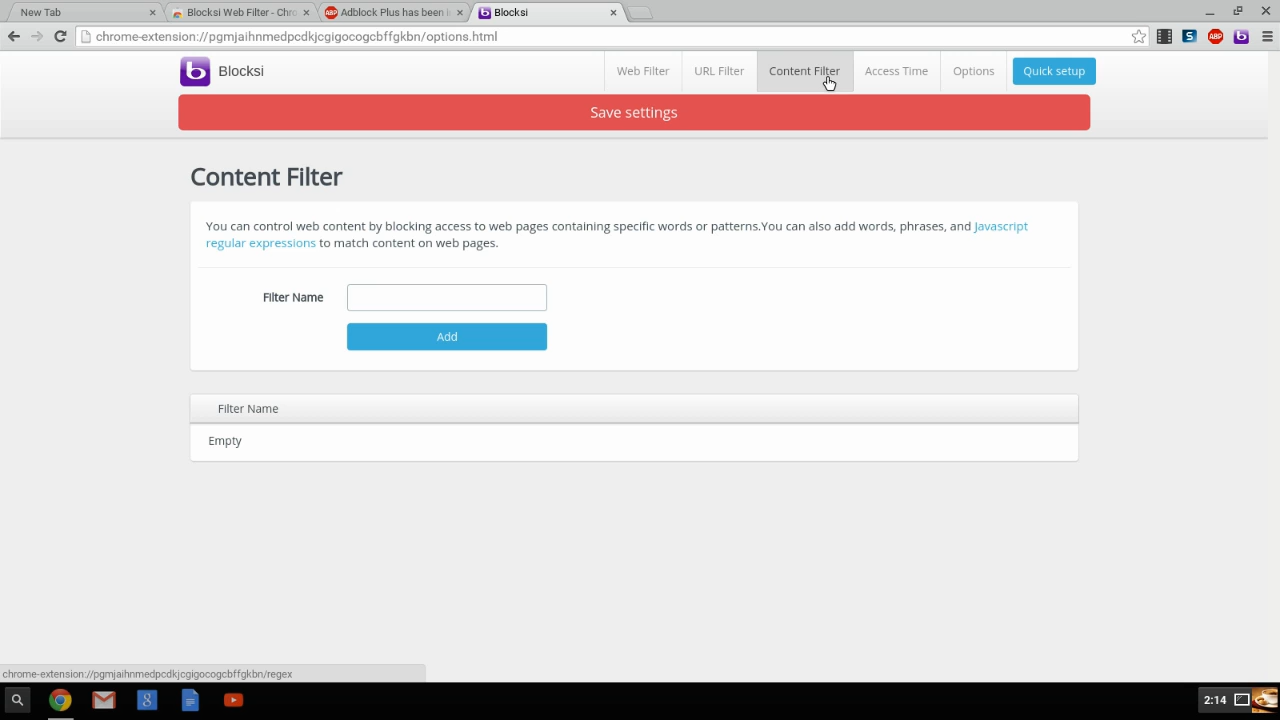 New Tab
Blocksi Web Filter - Chro
Adblock Plus has been i
Blocksi
chrome-extension://pgmjaihnmedpcdkjcgigocogcbffgkbn/options.html
ABP
Blocksi
Web Filter
URL Filter
Content Filter
Access Time
Options
Quick setup
Save settings
Content Filter
You can control web content by blocking access to web pages containing specific words or patterns.You can also add words, phrases, and Javascript
regular expressions to match content on web pages.
Filter Name
Add
Filter Name
Empty
chrome-extension://pgmjaihnmedpcdkjcgigocogcbffgkbn/regex
2:14